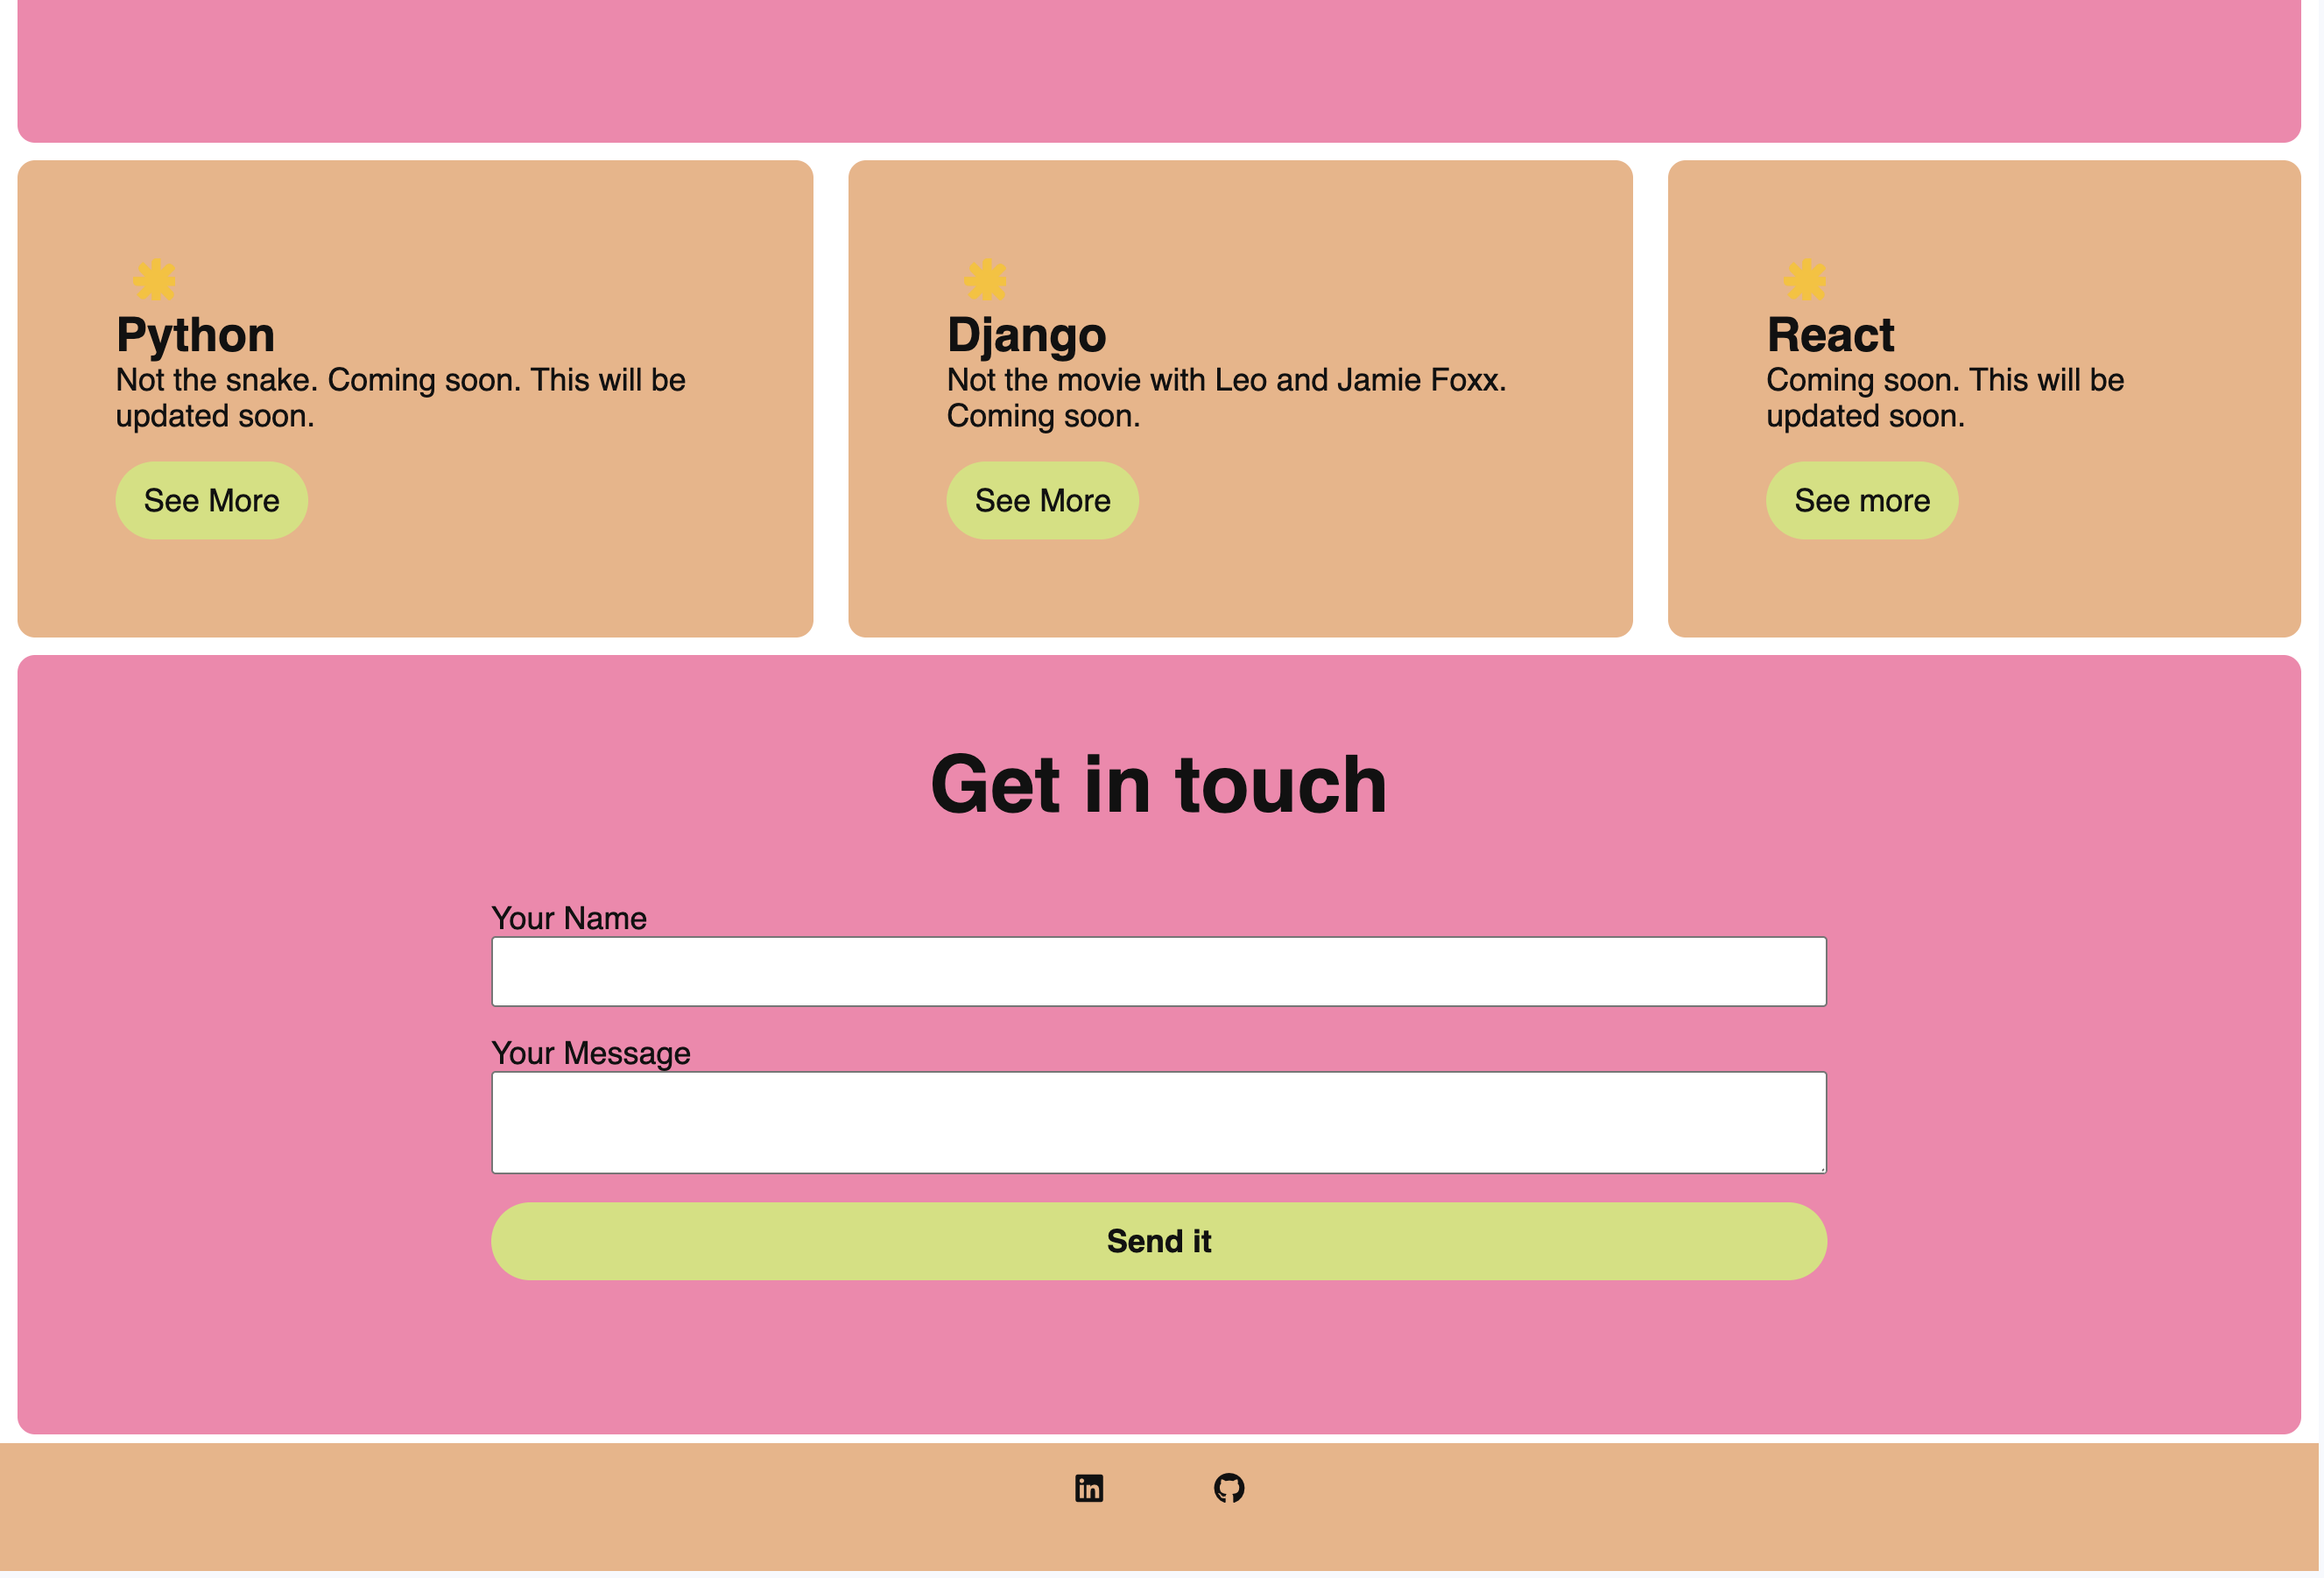 Python
Not the snake. Coming soon. This will be
updated soon.
See More
Django
Not the movie with Leo and Jamie Foxx.
Coming soon.
See More
React
Coming soon. This will be
updated soon.
See more
Get in touch
Your Name
Your Message
Send it
in